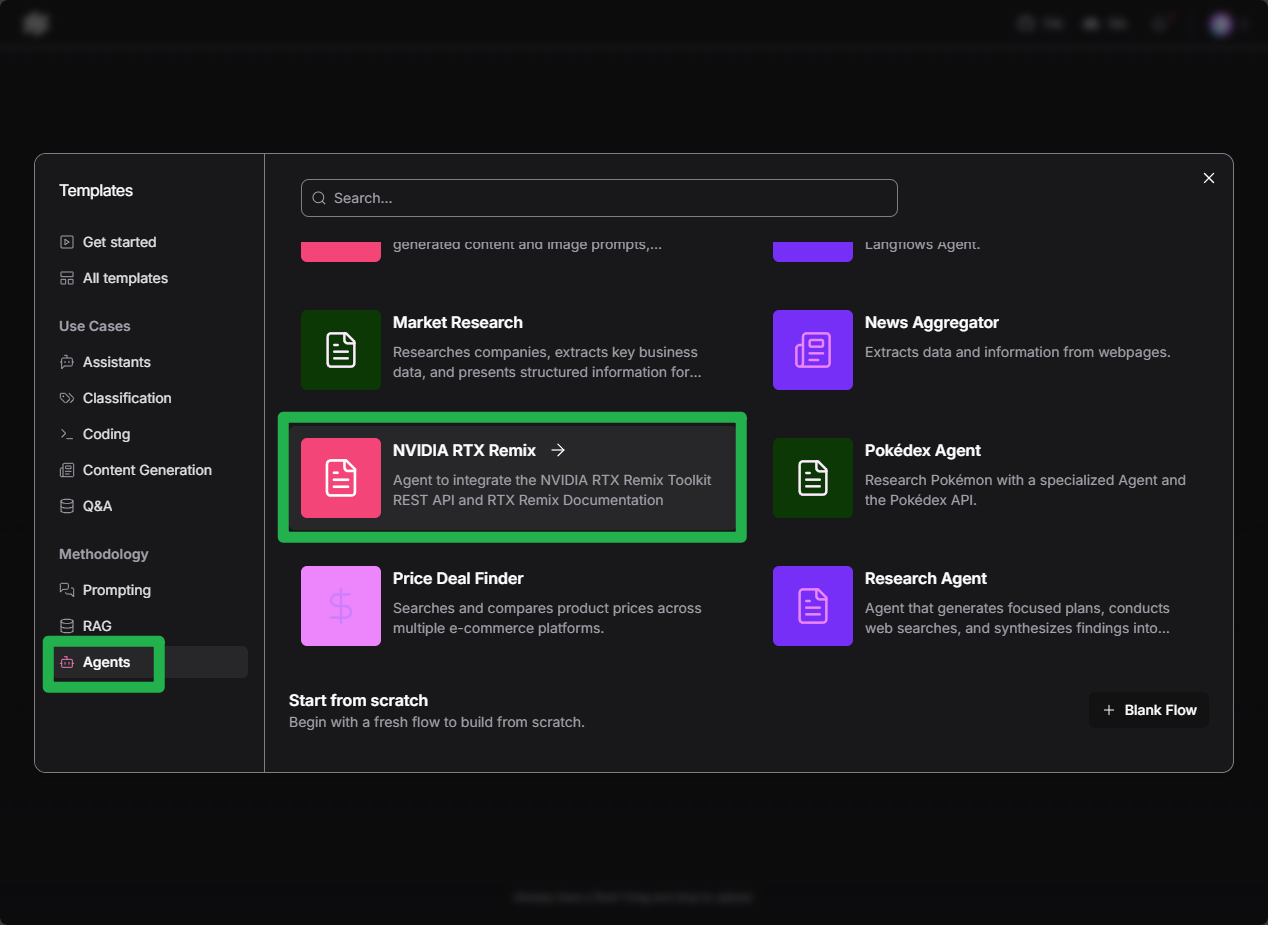 Templates
Get started
All templates
Use Cases
Assistants
Classification
Coding
Content Generation
Q&A
Methodology
Prompting
RAG
Agents
Search...
generated content and image prompts,...
Langflows Agent.
Market Research
Researches companies, extracts key business
data, and presents structured information for...
News Aggregator
Extracts data and information from webpages.
NVIDIA RTX Remix
Agent to integrate the NVIDIA RTX Remix Toolkit
REST API and RTX Remix Documentation
Pokédex Agent
Research Pokémon with a specialized Agent and
the Pokédex API.
Price Deal Finder
Searches and compares product prices across
multiple e-commerce platforms.
Research Agent
Agent that generates focused plans, conducts
web searches, and synthesizes findings into...
Start from scratch
Begin with a fresh flow to build from scratch.
Blank Flow